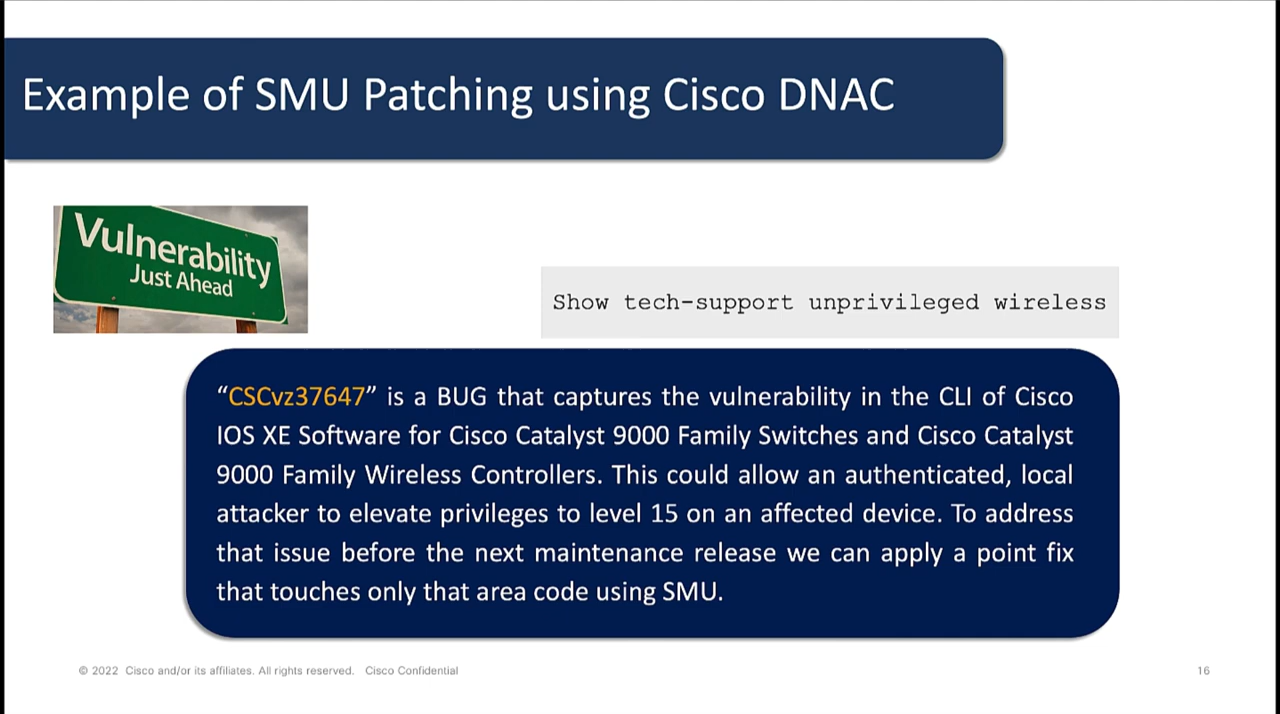 Example of SMU Patching using Cisco DNAC
Vulnerability
Just Ahead
Show tech-support unprivileged wireless
“CSCvz37647” is a BUG that captures the vulnerability in the CLI of Cisco
IOS XE Software for Cisco Catalyst 9000 Family Switches and Cisco Catalyst
9000 Family Wireless Controllers. This could allow an authenticated, local
attacker to elevate privileges to level 15 on an affected device. To address
that issue before the next maintenance release we can apply a point fix
that touches only that area code using SMU.
© 2022 Cisco and/or its affiliates. All rights reserved. Cisco Confidential
16